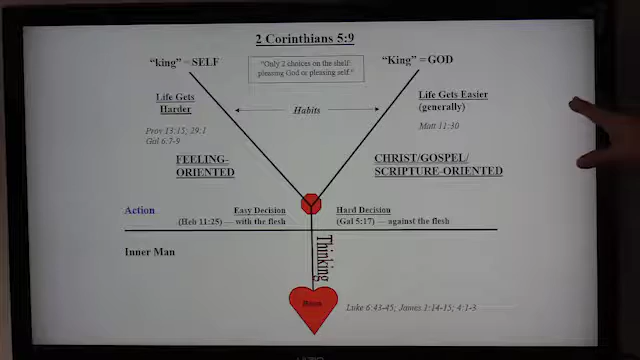 2 Corinthians 5:9
"king" = SELF
"Only 2 choices on the shelf:
pleasing God or pleasing self."
"King" = GOD
Life Gets
Harder
Habits
Life Gets Easier
(generally)
Prov 13:15; 29:1
Gal 6:7-9
Matt 11:30
FEELING-
ORIENTED
CHRIST/GOSPEL/
SCRIPTURE-ORIENTED
Action
Easy Decision
(Heb 11:25) — with the flesh
Hard Decision
(Gal 5:17) — against the flesh
Inner Man
Thinking
Luke 6:43-45; James 1:14-15; 4:1-3